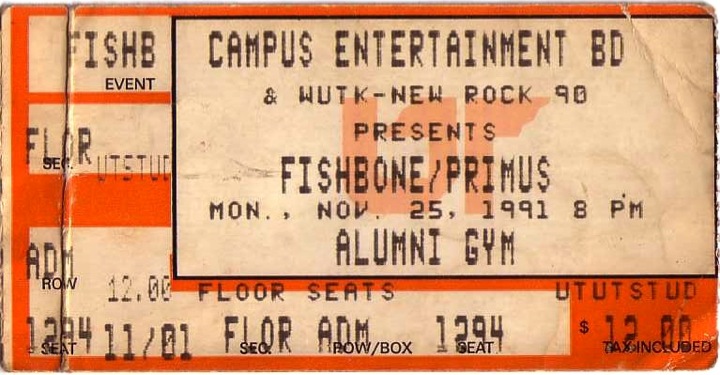 FISHB
EVENT
FLOR
SEC.
UTSTUD
ADM
ROW
12.00
1294
SEAT
11/01
CAMPUS ENTERTAINMENT BD
& WUTK-NEW ROCK 90
PRESENTS
FISHBONE/PRIMUS
MON., NOV. 25, 1991 8 PM
ALUMNI GYM
FLOOR SEATS UTUTSTUD
FLOR ADM 1294 $ 12.00
SEC. ROW/BOX SEAT TAX INCLUDED